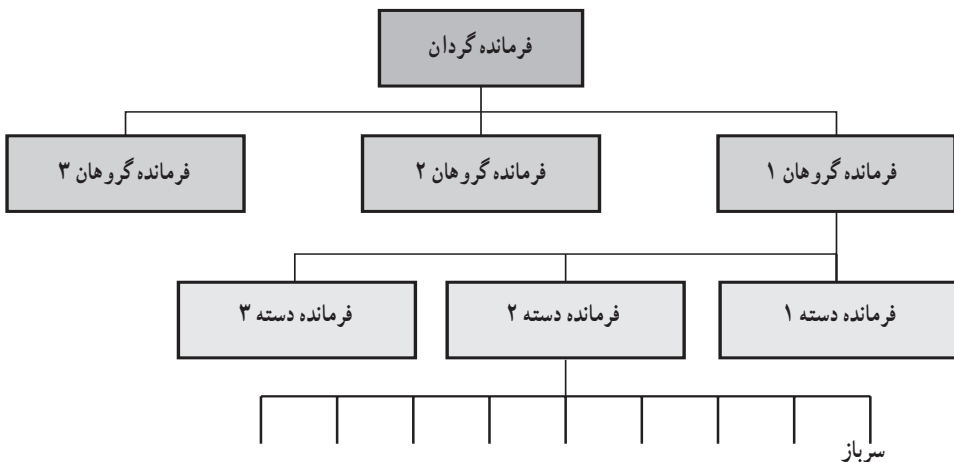 فرمانده گردان
فرمانده گروهان ۱
فرمانده گروهان ۲
فرمانده گروهان ۳
فرمانده دسته ۱
فرمانده دسته ۲
فرمانده دسته ۳
سرباز